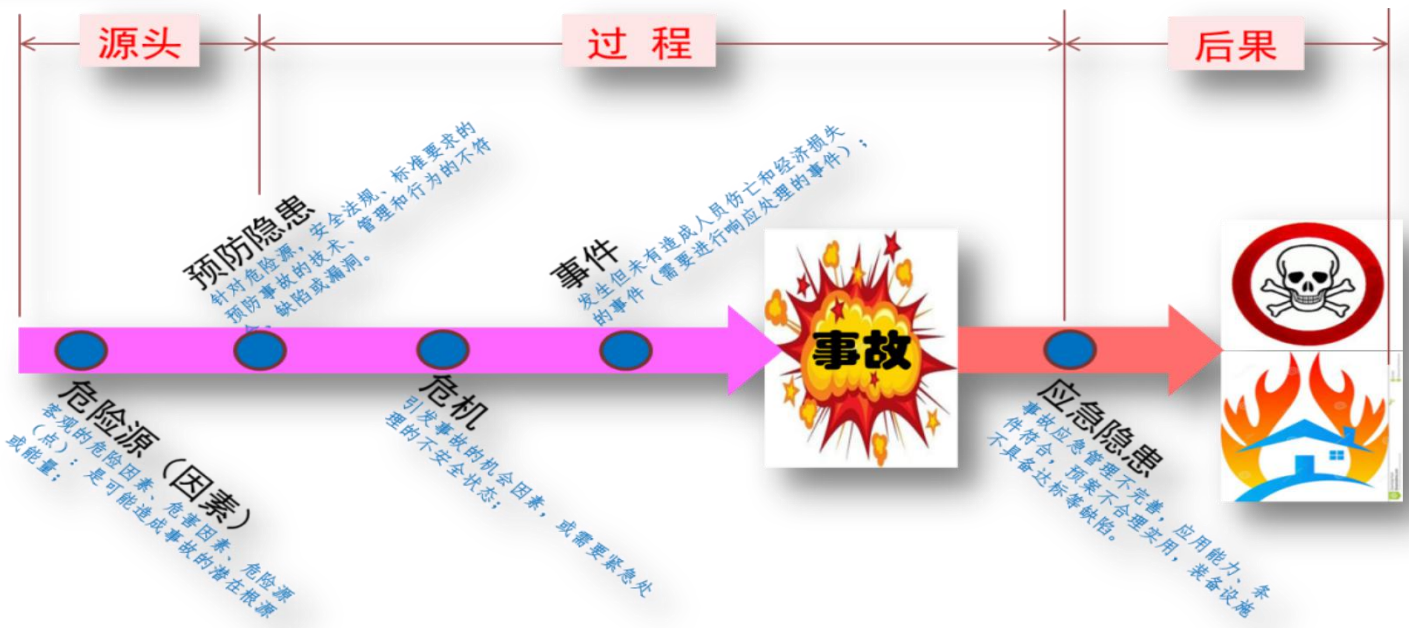 源头
过 程
后果
预防隐患
针对危险源，安全法规、标准要求的
预防事故的技术、管理和行为的不符
合、缺陷或漏洞。
事件
发生但未有造成人员伤亡和经济损失
的事件（需要进行响应处理的事件）；
事故
危险源（因素）
客观的危险因素、危害因素、危险源
（点）：是可能造成事故的潜在根源
或能量；
危机
引发事故的机会因素，或需要紧急处
理的不安全状态；
应急隐患
事故应急管理不完善，应用能力、条
件符合，预案不合理实用，装备设施
不具备达标等缺陷。